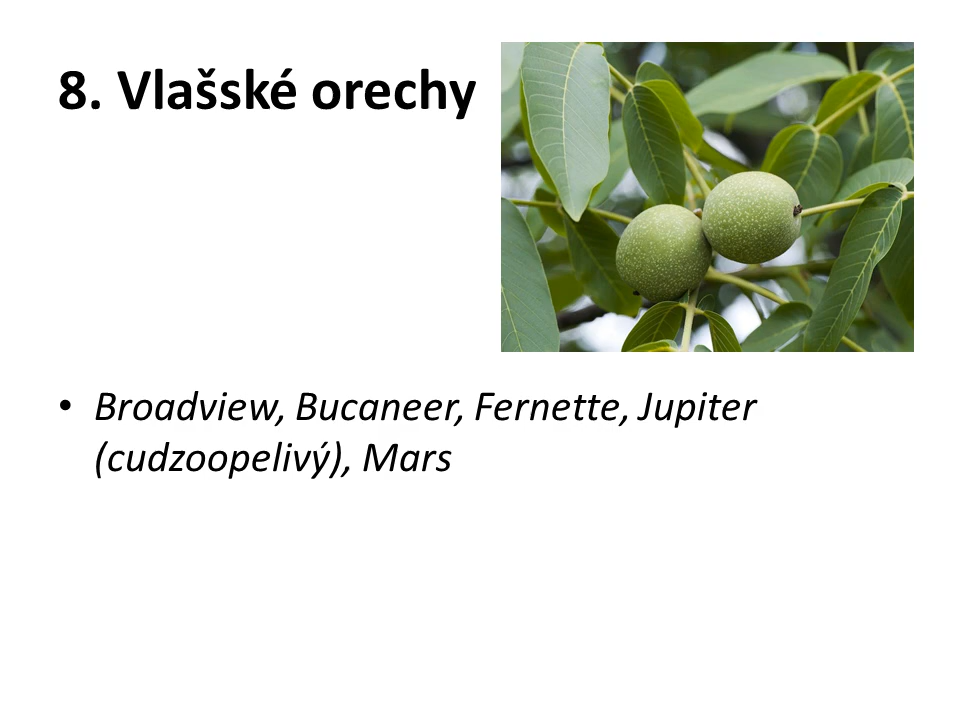 8. Vlašské orechy
• Broadview, Bucaneer, Fernette, Jupiter
(cudzoopelivý), Mars